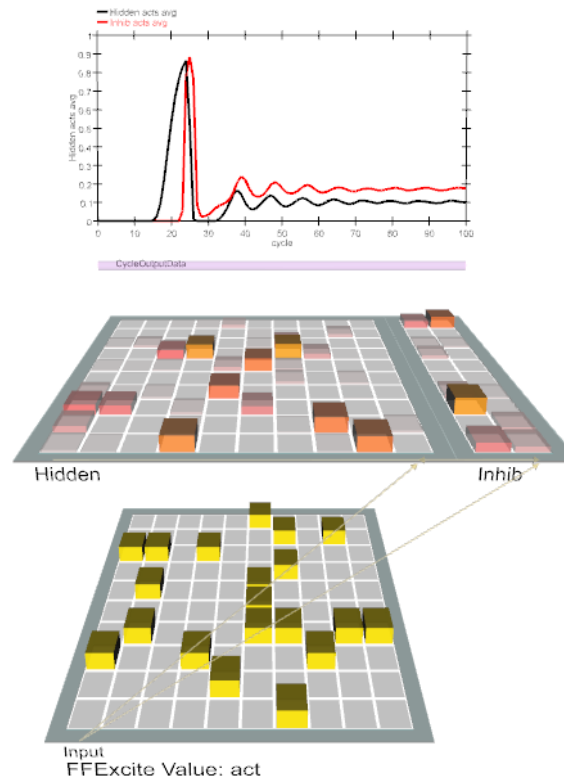 Hidden acts avg
Inhib acts avg
1
0.9
0.8
0.7
0.6
0.5
0.4
0.3
0.2
0.1
0
Hidden acts avg
0 10 20 30 40 50 60 70 80 90 100
cycle
CycleOutputData
Hidden
Inhib
Input
FFExcite Value: act